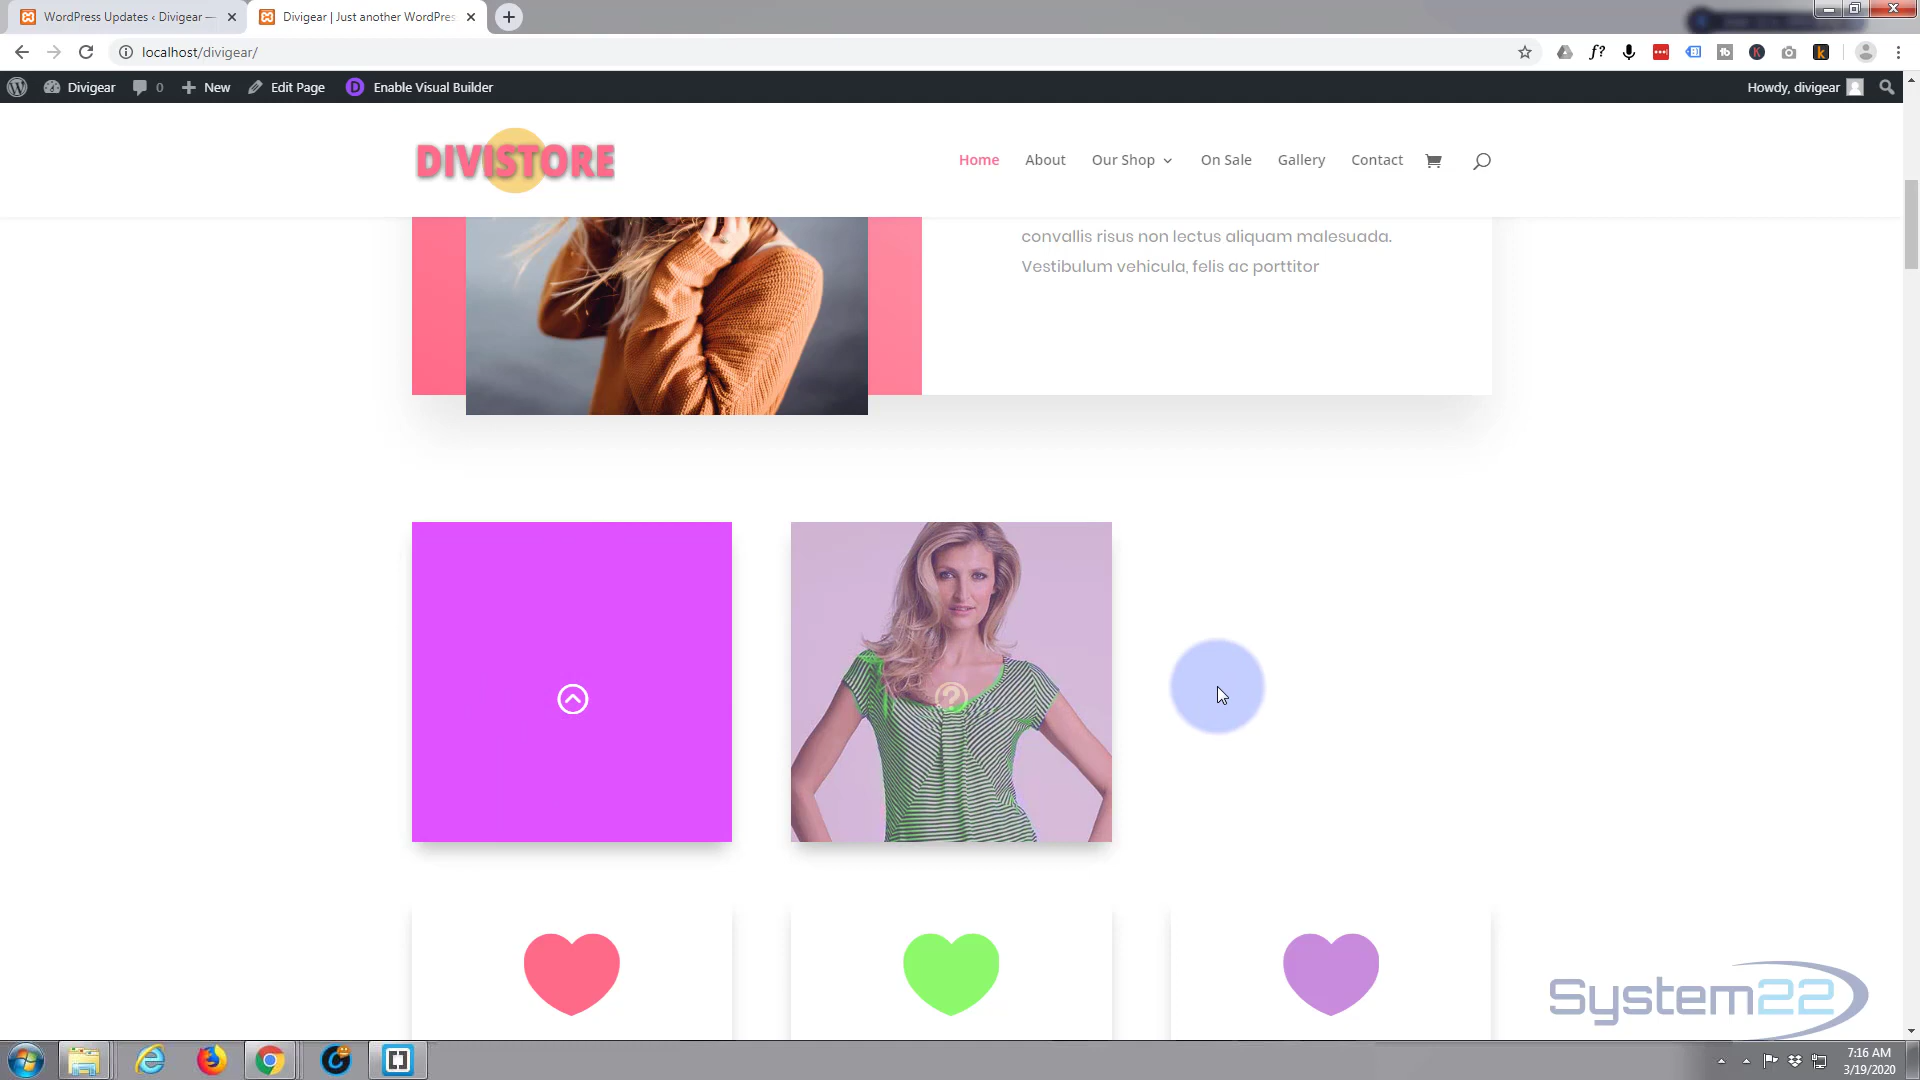 WordPress Updates ‹ Divigear —
Divigear | Just another WordPres
localhost/divigear/
Divigear
0
New
Edit Page
Enable Visual Builder
Howdy, divigear
DIVISTORE
Home
About
Our Shop
On Sale
Gallery
Contact
convallis risus non lectus aliquam malesuada.
Vestibulum vehicula, felis ac porttitor
System22
7:16 AM
3/19/2020